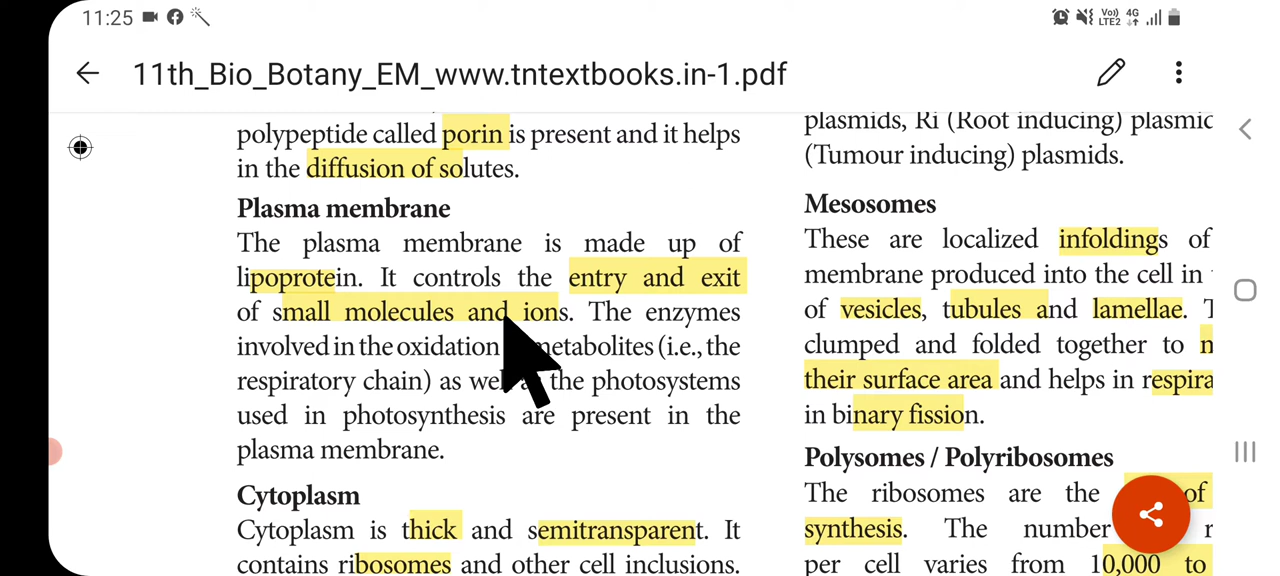 11:25
Vo)) 4G
LTE2
11th_Bio_Botany_EM_www.tntextbooks.in-1.pdf
polypeptide called porin is present and it helps
in the diffusion of solutes.
Plasma membrane
The plasma membrane is made up of
lipoprotein. It controls the entry and exit
of small molecules and ions. The enzymes
involved in the oxidation metabolites (i.e., the
respiratory chain) as well as the photosystems
used in photosynthesis are present in the
plasma membrane.
Cytoplasm
Cytoplasm is thick and semitransparent. It
contains ribosomes and other cell inclusions.
plasmids, Ri (Root inducing) plasmic
(Tumour inducing) plasmids.
Mesosomes
These are localized infoldings of
membrane produced into the cell in
of vesicles, tubules and lamellae.
clumped and folded together to
their surface area and helps in respira
in binary fission.
Polysomes / Polyribosomes
The ribosomes are the of
synthesis. The number
per cell varies from 10,000 to